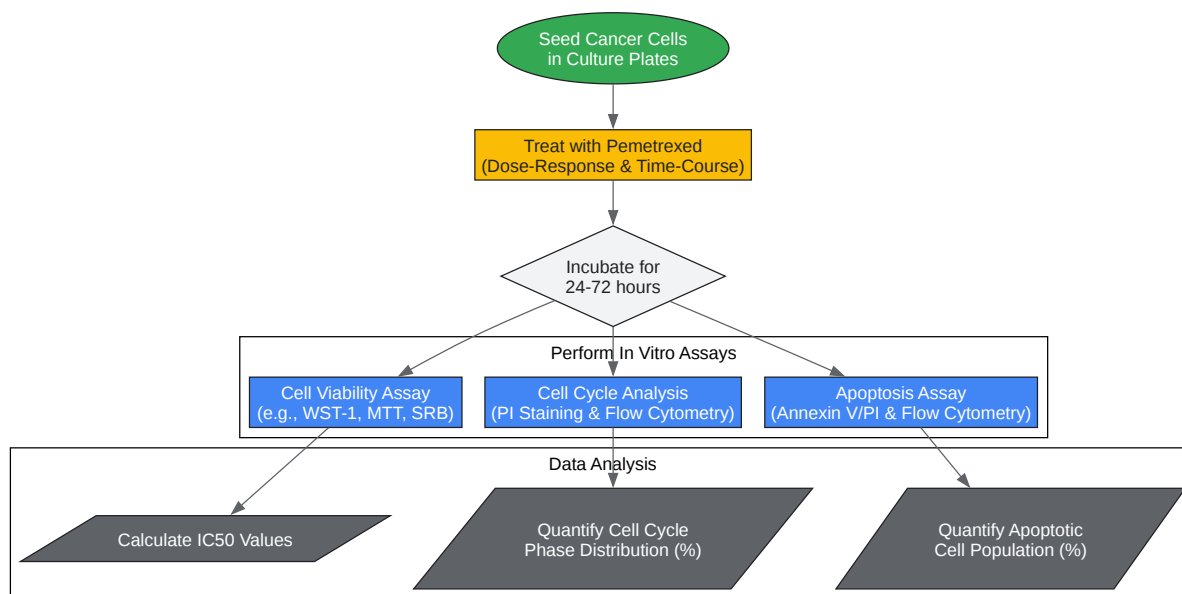 Seed Cancer Cells
in Culture Plates
Treat with Pemetrexed
(Dose-Response & Time-Course)
Incubate for
24-72 hours
Perform In Vitro Assays
Cell Viability Assay
(e.g., WST-1, MTT, SRB)
Cell Cycle Analysis
(PI Staining & Flow Cytometry)
Apoptosis Assay
(Annexin V/PI & Flow Cytometry)
Data Analysis
Calculate IC50 Values
Quantify Cell Cycle
Phase Distribution (%)
Quantify Apoptotic
Cell Population (%)